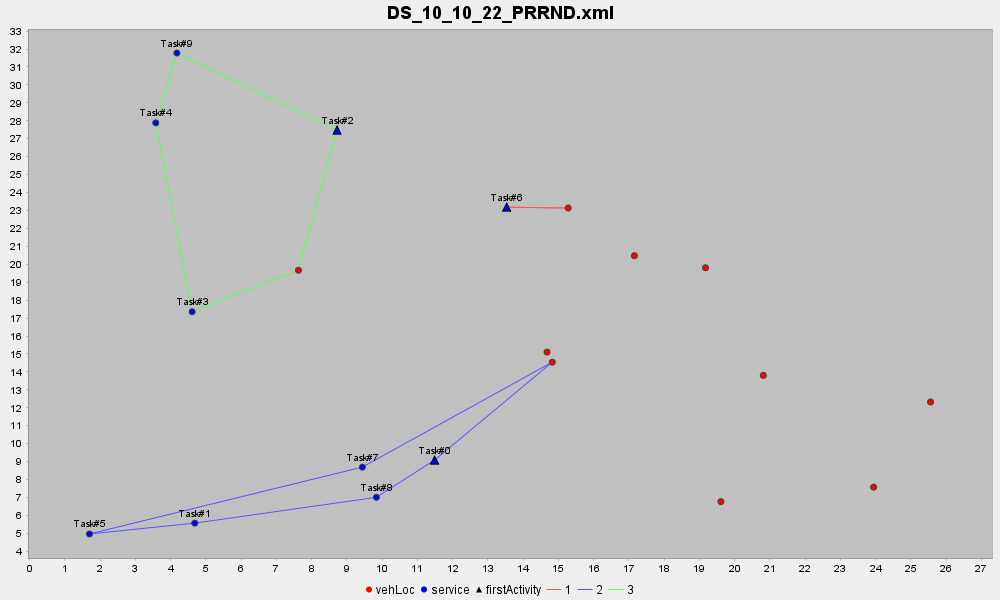 DS_10_10_22_PRRND.xml
33
32
31
30
29
28
27
26
25
24
23
22
21
20
19
18
17
16
15
14
13
12
11
10
9
8
7
6
5
4
Task#9
Task#4
Task#2
Task#6
Task#3
Task#7
Task#0
Task#8
Task#1
Task#5
0 1 2 3 4 5 6 7 8 9 10 11 12 13 14 15 16 17 18 19 20 21 22 23 24 25 26 27
vehLoc service firstActivity 1 2 3